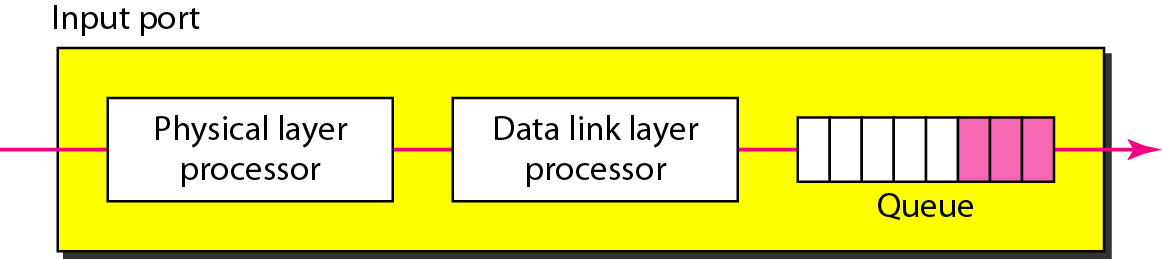 Input port
Physical layer
processor
Data link layer
processor
Queue